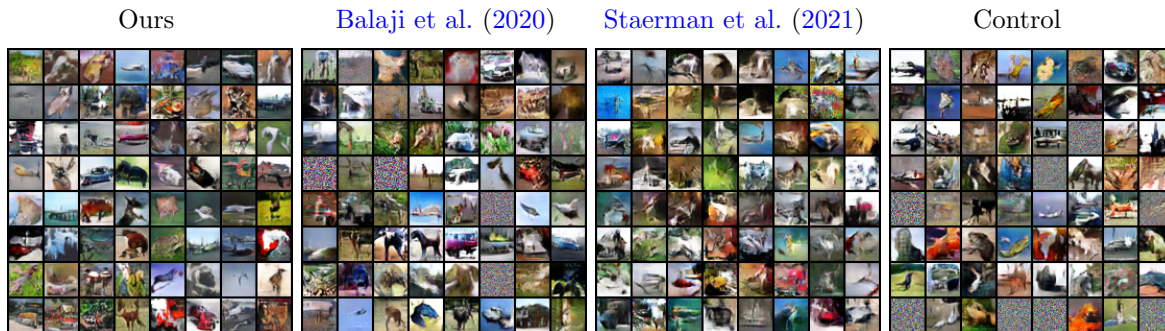 Ours Balaji et al. (2020) Staerman et al. (2021) Control